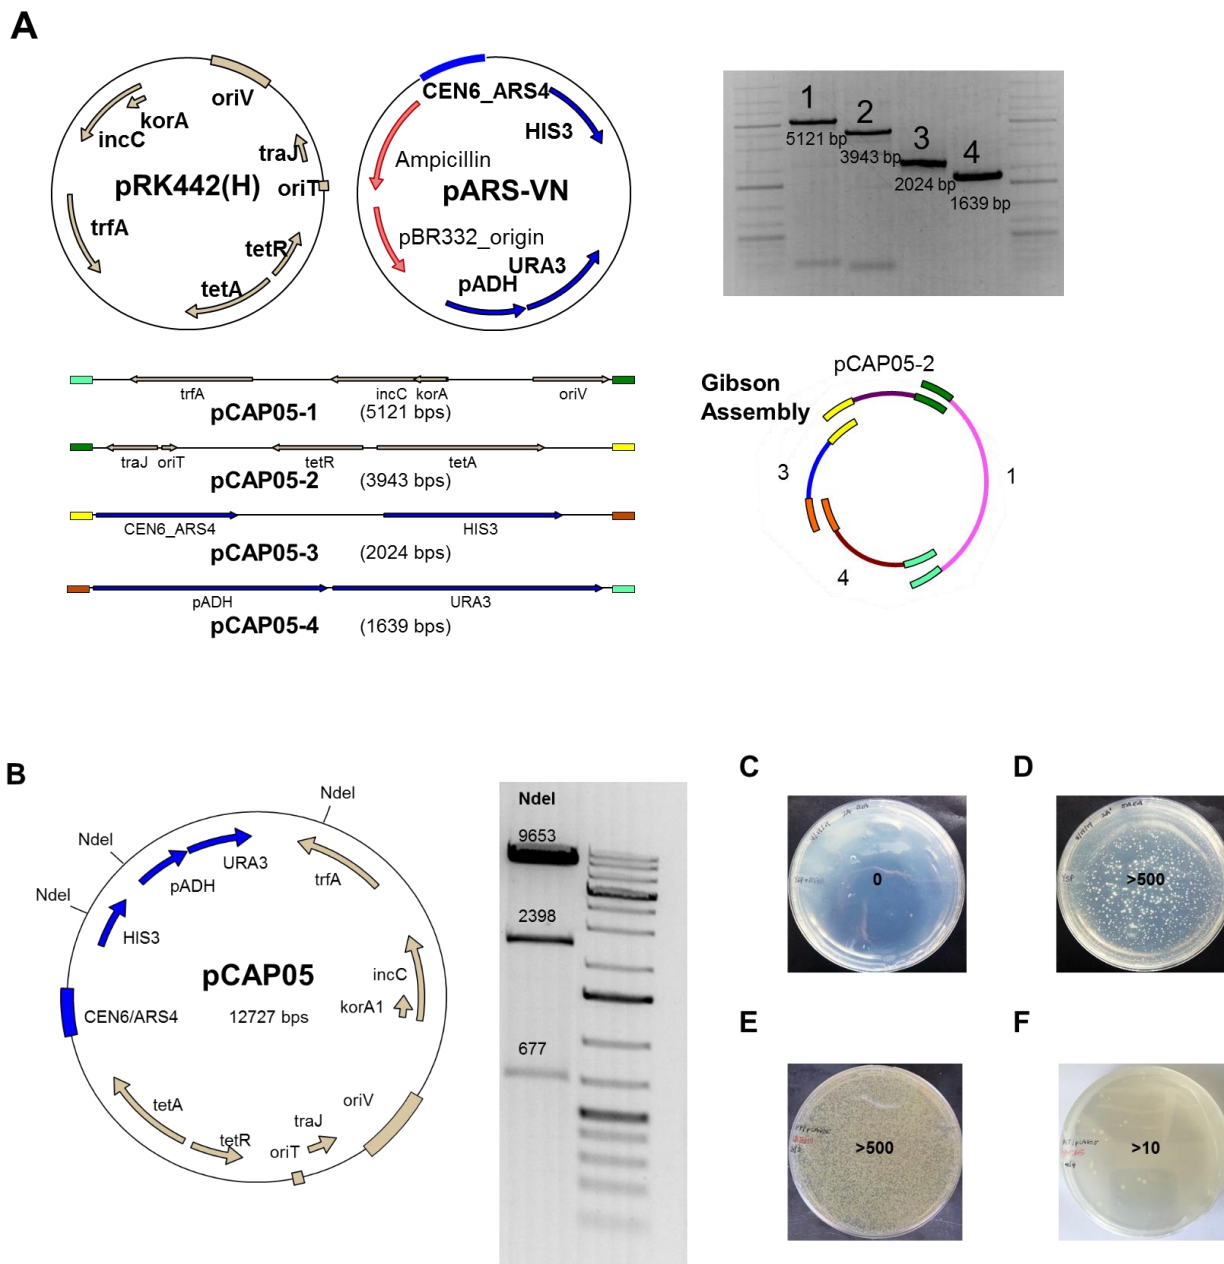 A
oriV
korA
incC
traJ
pRK442(H)
oriT
trfA
tetR
tetA
CEN6_ARS4
HIS3
Ampicillin
pARS-VN
pBR332_origin
URA3
pADH
1
2
3
4
5121 bp
3943 bp
2024 bp
1639 bp
trfA
incC
korA
oriV
pCAP05-1
(5121 bps)
traJ
oriT
tetR
tetA
pCAP05-2
(3943 bps)
CEN6_ARS4
HIS3
pCAP05-3
(2024 bps)
pADH
URA3
pCAP05-4
(1639 bps)
pCAP05-2
Gibson
Assembly
3
1
4
B
NdeI
NdeI
NdeI
URA3
pADH
trfA
HIS3
pCAP05
incC
korA1
CEN6/ARS4
12727 bps
tetA
tetR
traJ
oriV
oriT
NdeI
9653
2398
677
C
0
D
>500
E
>500
F
>10